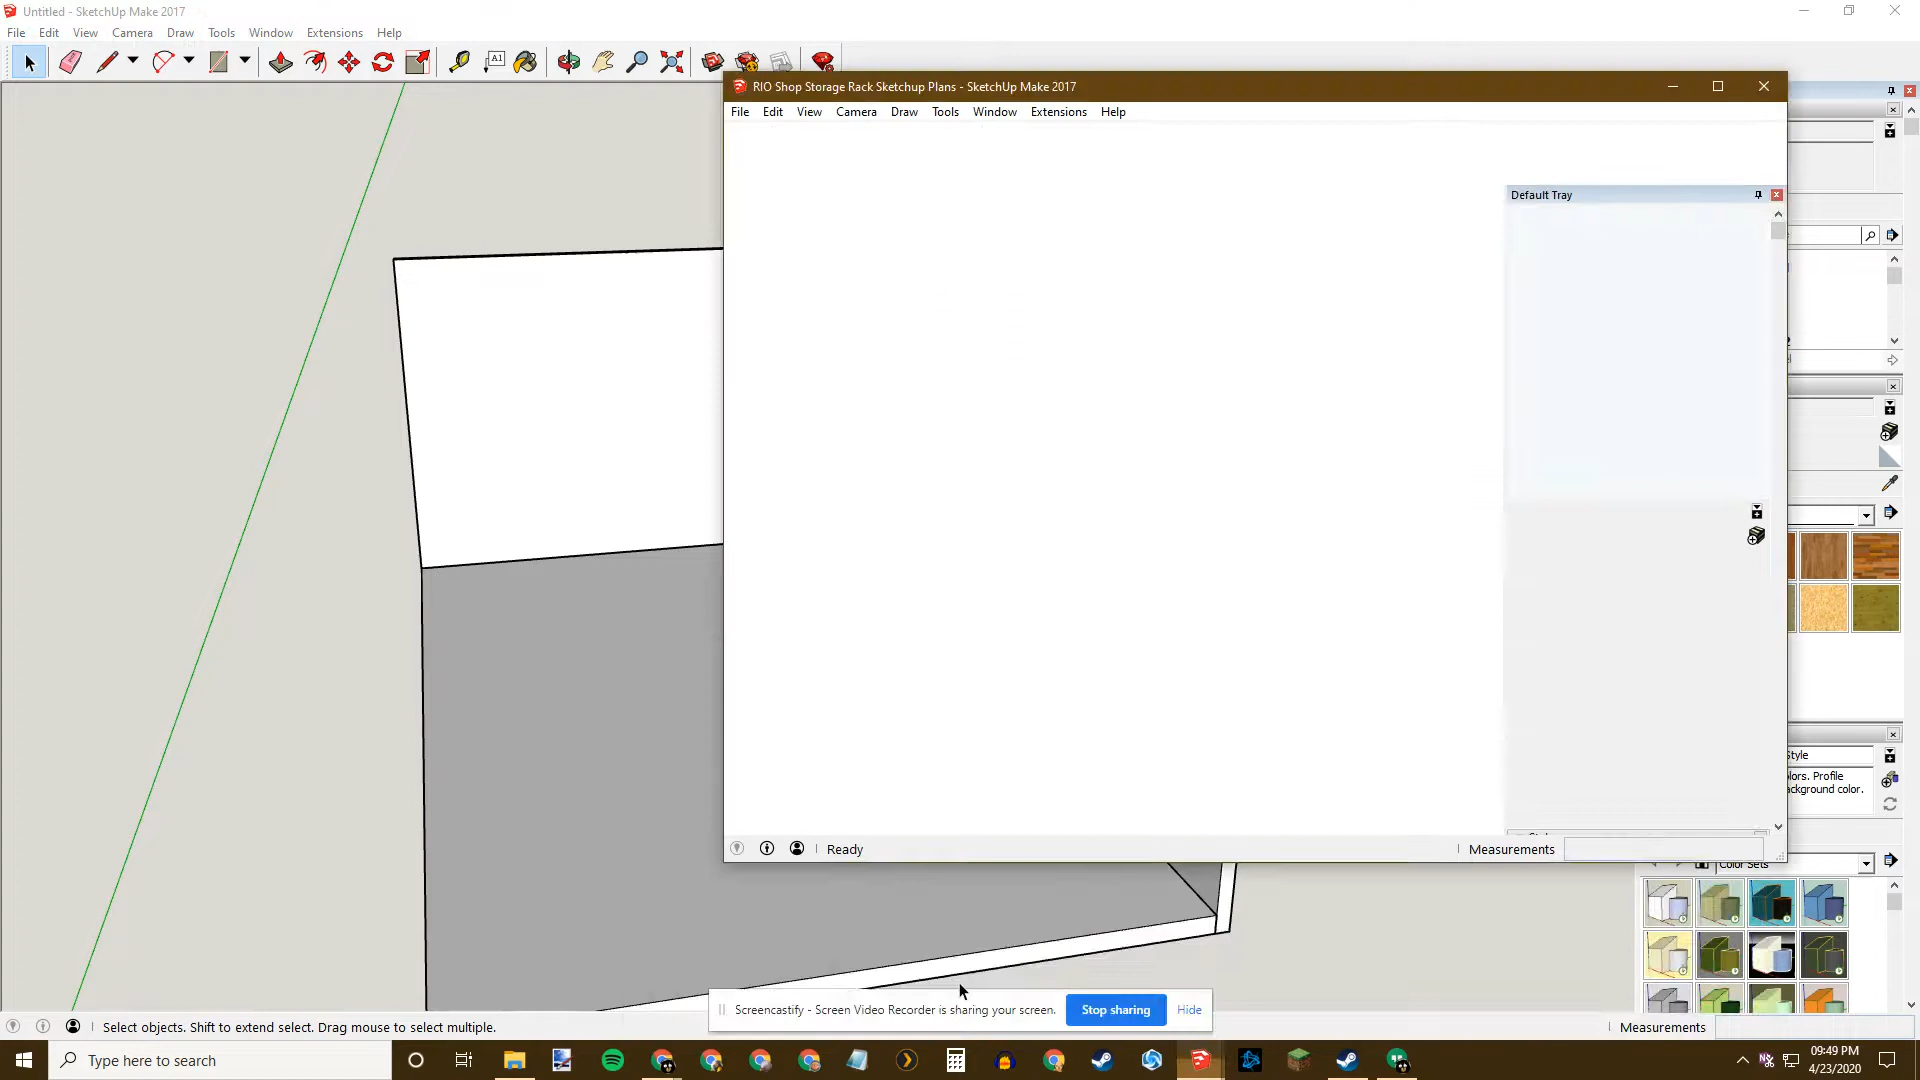 Untitled - SketchUp Make 2017
File Edit View Camera Draw Tools Window Extensions Help
A1
RIO Shop Storage Rack Sketchup Plans - SketchUp Make 2017
File Edit View Camera Draw Tools Window Extensions Help
Default Tray
Style
lors. Profile
ackground color.
Ready
Measurements
Color Sets
Screencastify - Screen Video Recorder is sharing your screen.
Stop sharing
Hide
Select objects. Shift to extend select. Drag mouse to select multiple.
Measurements
Type here to search
09:49 PM
4/23/2020